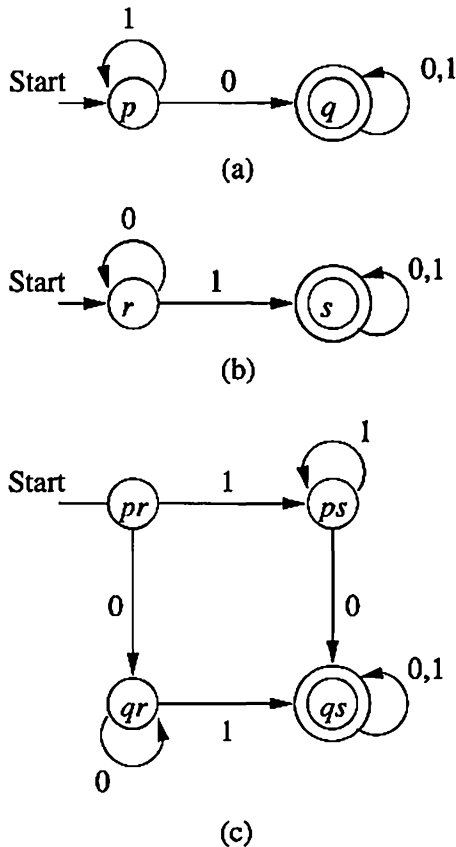 1
Start p 0 q 0,1
(a)
0
Start r 1 s 0,1
(b)
1
Start pr 1 ps
0 0
qr 1 qs 0,1
0
(c)